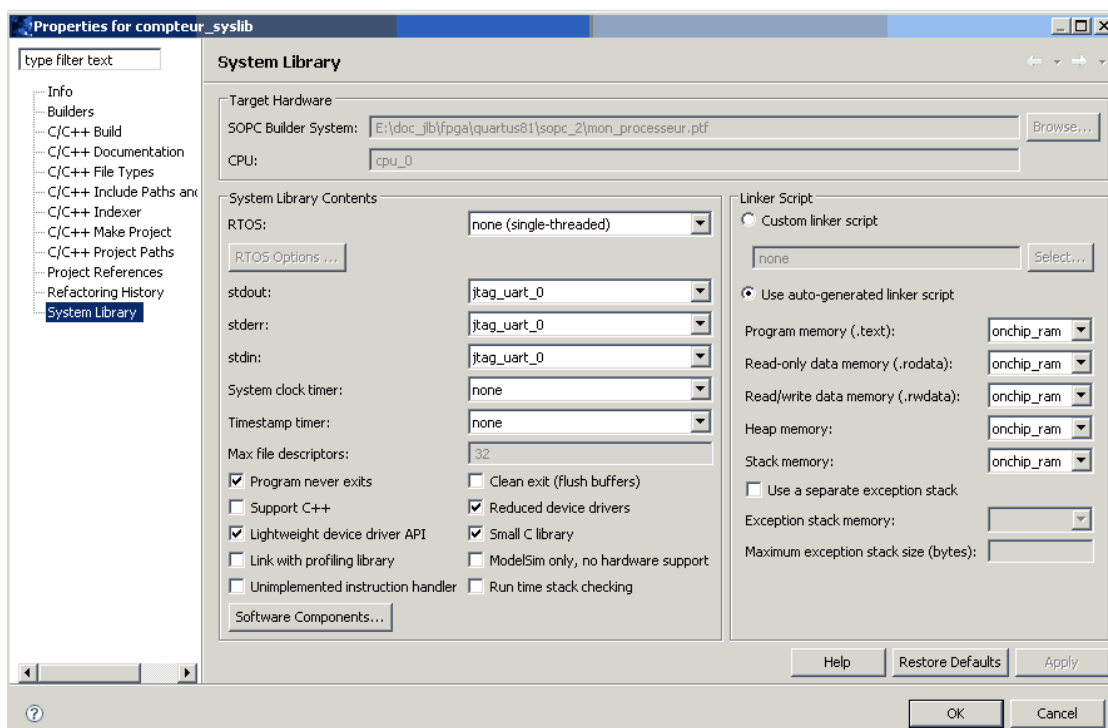 Properties for compteur_syslib
type filter text
Info
Builders
C/C++ Build
C/C++ Documentation
C/C++ File Types
C/C++ Include Paths and
C/C++ Indexer
C/C++ Make Project
C/C++ Project Paths
Project References
Refactoring History
System Library
System Library
Target Hardware
SOPC Builder System: E:\doc_jlb\fpga\quartus81\sopc_2\mon_processeur.ptf Browse...
CPU: cpu_0
System Library Contents
RTOS: none (single-threaded)
RTOS Options ...
stdout: jtag_uart_0
stderr: jtag_uart_0
stdin: jtag_uart_0
System clock timer: none
Timestamp timer: none
Max file descriptors: 32
Program never exits Clean exit (flush buffers)
Support C++ Reduced device drivers
Lightweight device driver API Small C library
Link with profiling library ModelSim only, no hardware support
Unimplemented instruction handler Run time stack checking
Software Components...
Linker Script
Custom linker script
none Select...
Use auto-generated linker script
Program memory (.text): onchip_ram
Read-only data memory (.rodata): onchip_ram
Read/write data memory (.rwdata): onchip_ram
Heap memory: onchip_ram
Stack memory: onchip_ram
Use a separate exception stack
Exception stack memory:
Maximum exception stack size (bytes):
Help Restore Defaults Apply
? OK Cancel